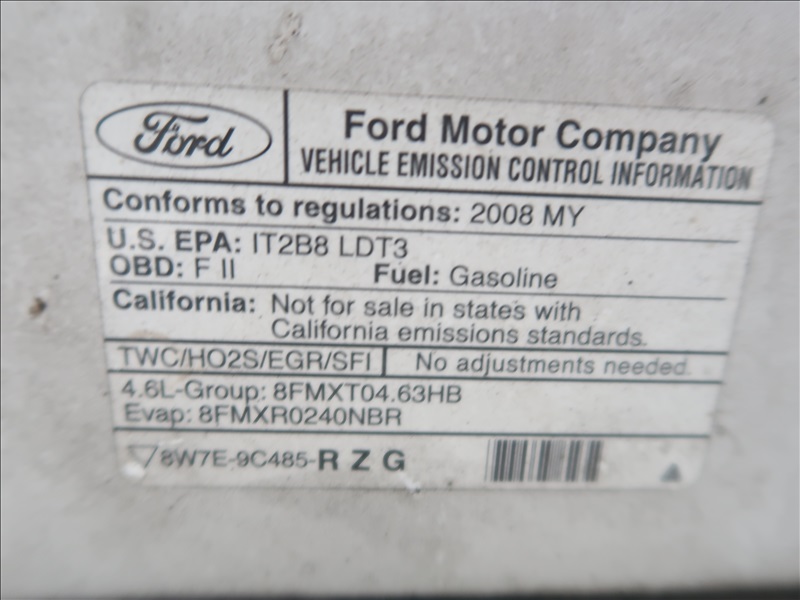 Ford
Ford Motor Company
VEHICLE EMISSION CONTROL INFORMATION
Conforms to regulations: 2008 MY
U.S. EPA: IT2B8 LDT3
OBD: F II Fuel: Gasoline
California: Not for sale in states with
California emissions standards.
TWC/HO2S/EGR/SFI No adjustments needed.
4.6L-Group: 8FMXT04.63HB
Evap: 8FMXR0240NBR
8W7E-9C485-R Z G